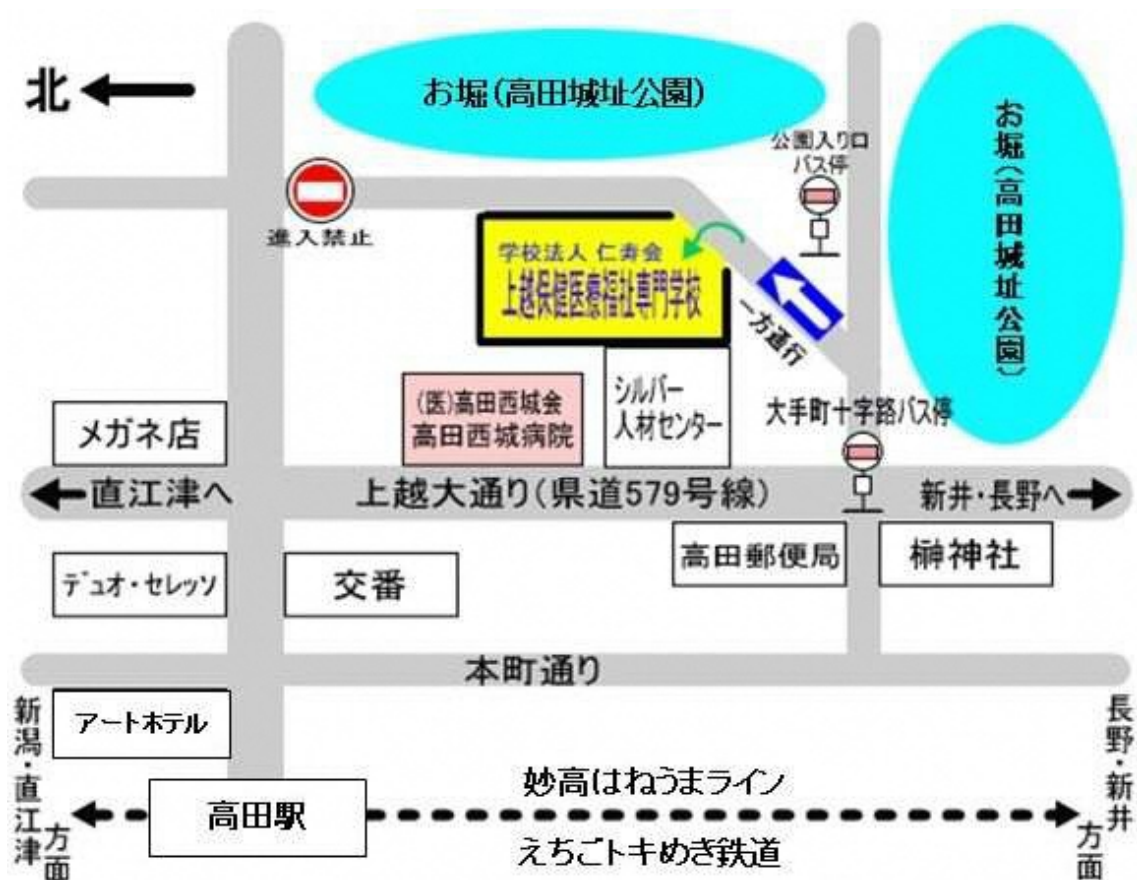 北
お堀(高田城址公園)
公園入り口
バス停
お堀(高田城址公園)
進入禁止
学校法人 仁寿会
上越保健医療福祉専門学校
一方通行
(医)高田西城会
高田西城病院
シルバー
人材センター
大手町十字路バス停
メガネ店
直江津へ
上越大通り(県道579号線)
新井・長野へ
デュオ・セレッソ
交番
高田郵便局
榊神社
本町通り
アートホテル
新潟・直江津
方面
高田駅
妙高はねうまライン
えちごトキめき鉄道
長野・新井
方面